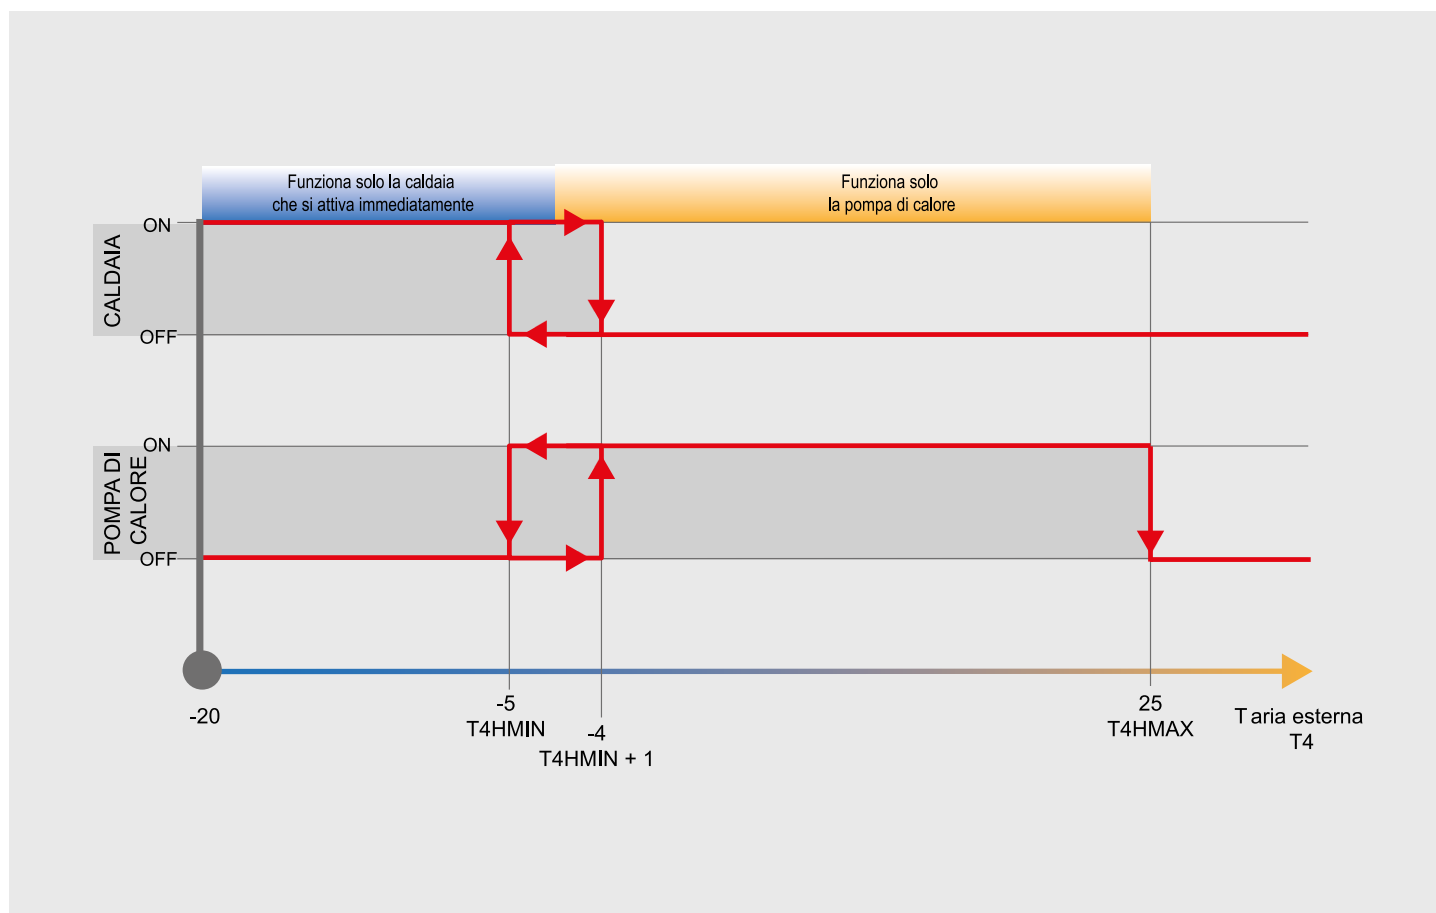 Funziona solo la caldaia
che si attiva immediatamente
Funziona solo
la pompa di calore
ON
CALDAIA
OFF
ON
POMPA DI
CALORE
OFF
-20
-5
T4HMIN
-4
T4HMIN + 1
25
T4HMAX
T aria esterna
T4